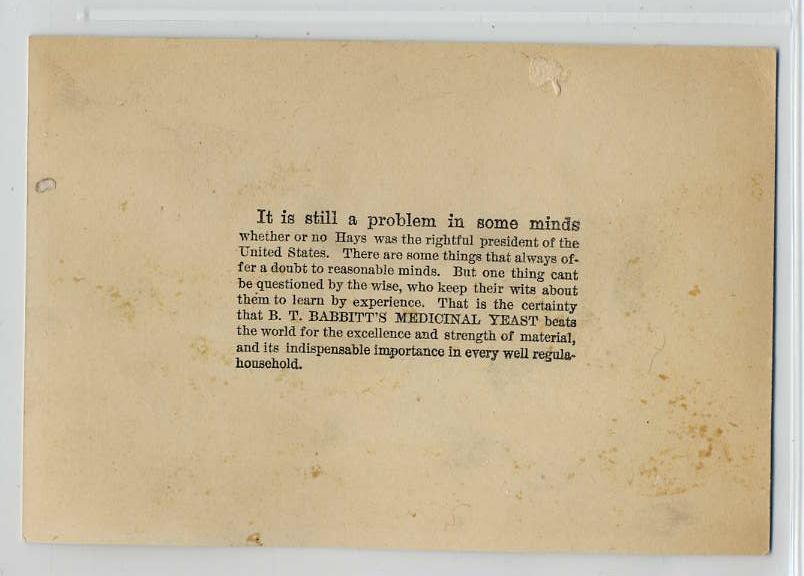 It is still a problem in some minds
whether or no Hays was the rightful president of the
United States. There are some things that always of-
fer a doubt to reasonable minds. But one thing cant
be questioned by the wise, who keep their wits about
them to learn by experience. That is the certainty
that B. T. BABBITT'S MEDICINAL YEAST beats
the world for the excellence and strength of material,
and its indispensable importance in every well regula-
household.